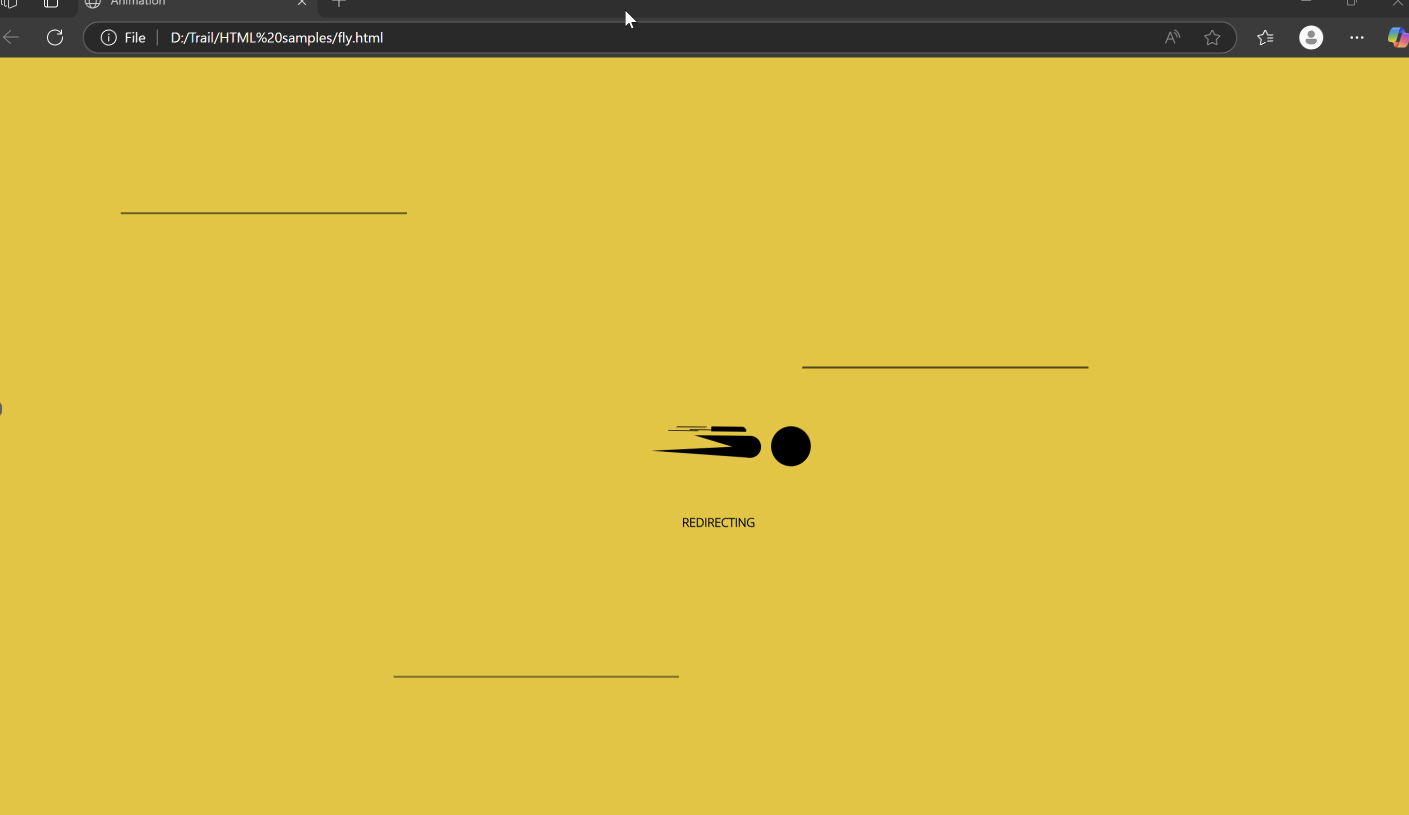 Animation
File D:/Trail/HTML%20samples/fly.html
REDIRECTING